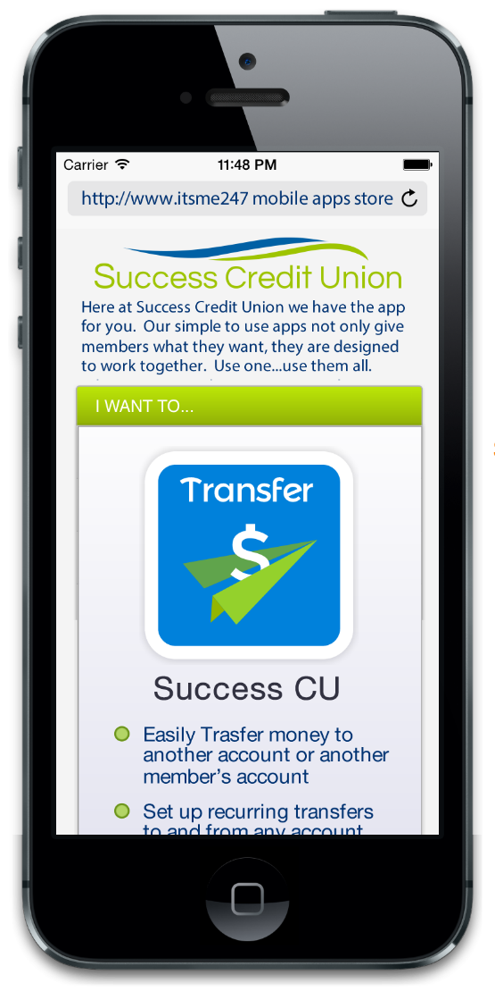 Carrier 11:48 PM
http://www.itsme247 mobile apps store
Success Credit Union
Here at Success Credit Union we have the app
for you. Our simple to use apps not only give
members what they want, they are designed
to work together. Use one...use them all.
I WANT TO...
Transfer
$
Success CU
Easily Trasfer money to
another account or another
member's account
Set up recurring transfers
to and from any account